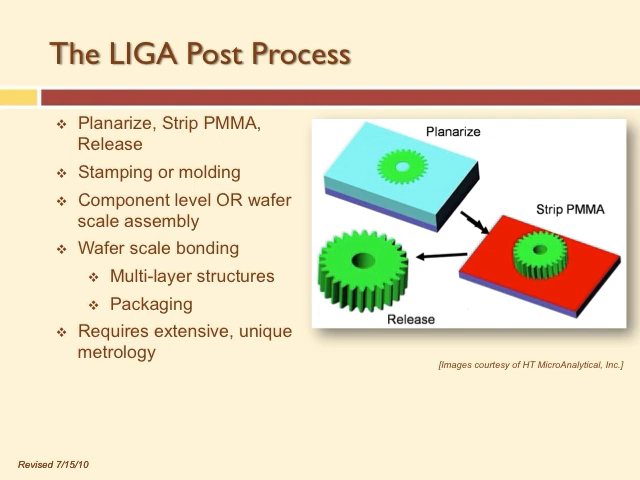 The LIGA Post Process
❖ Planarize, Strip PMMA,
Release
❖ Stamping or molding
❖ Component level OR wafer
scale assembly
❖ Wafer scale bonding
❖ Multi-layer structures
❖ Packaging
❖ Requires extensive, unique
metrology
Planarize
Strip PMMA
Release
[Images courtesy of HT MicroAnalytical, Inc.]
Revised 7/15/10